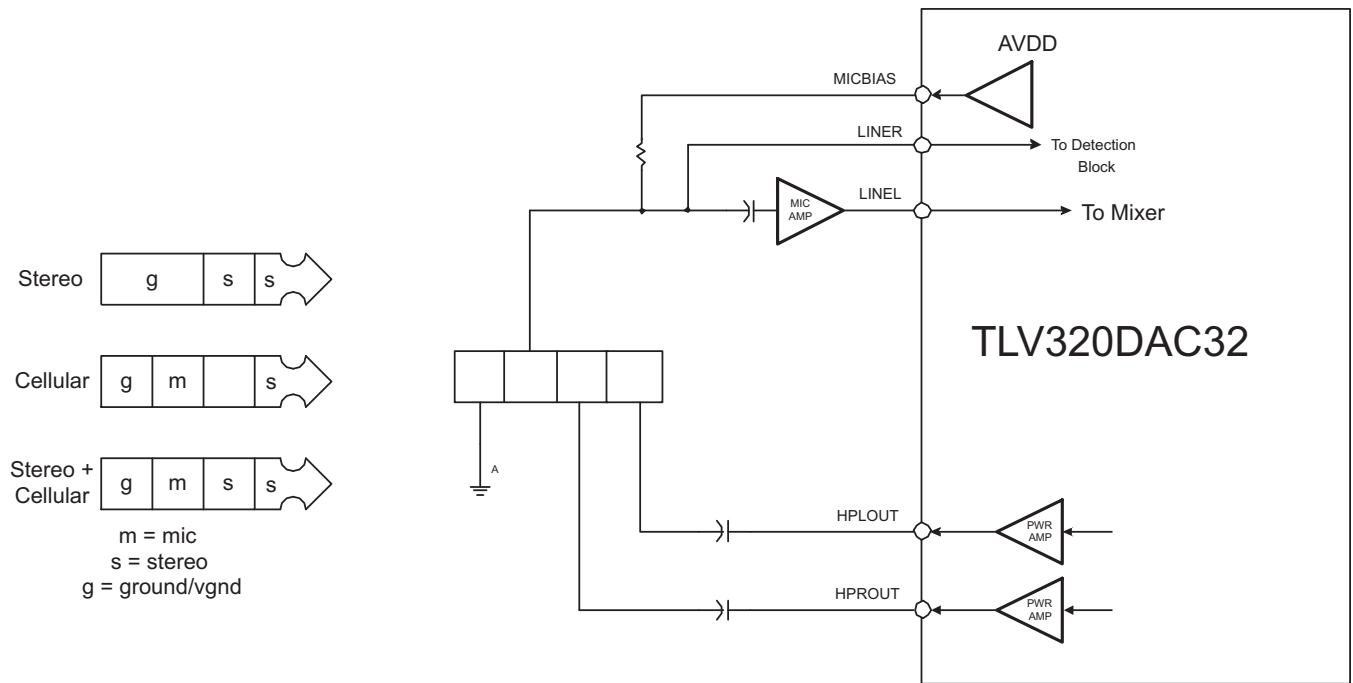 AVDD
MICBIAS
LINER
To Detection
Block
MIC
AMP
LINEL
To Mixer
Stereo
g
s
s
TLV320DAC32
Cellular
g
m
s
Stereo +
Cellular
g
m
s
s
A
m = mic
s = stereo
g = ground/vgnd
HPLOUT
PWR
AMP
HPROUT
PWR
AMP